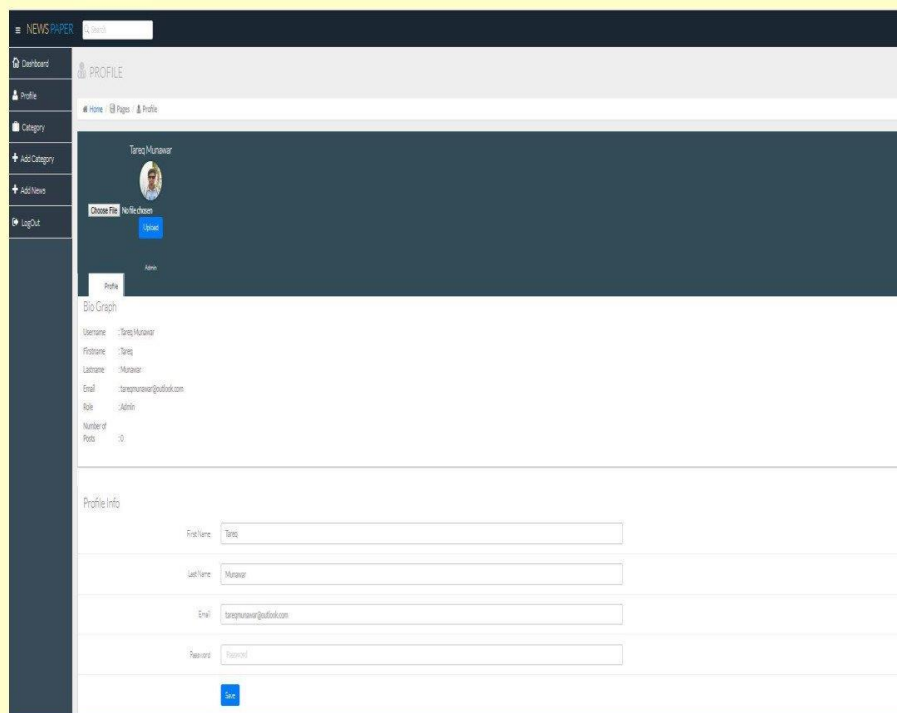 NEWS PAPER
Search
Dashboard
Profile
Category
Add Category
Add News
LogOut
PROFILE
Home / Pages / Profile
Tareq Munawar
Choose File No file chosen
Upload
Admin
Profile
Bio Graph
Username : Tareq Munawar
Firstname : Tareq
Lastname : Munawar
Email : tareqmunawar@outlook.com
Role : Admin
Number of
Posts : 0
Profile Info
First Name Tareq
Last Name Munawar
Email tareqmunawar@outlook.com
Password Password
Save